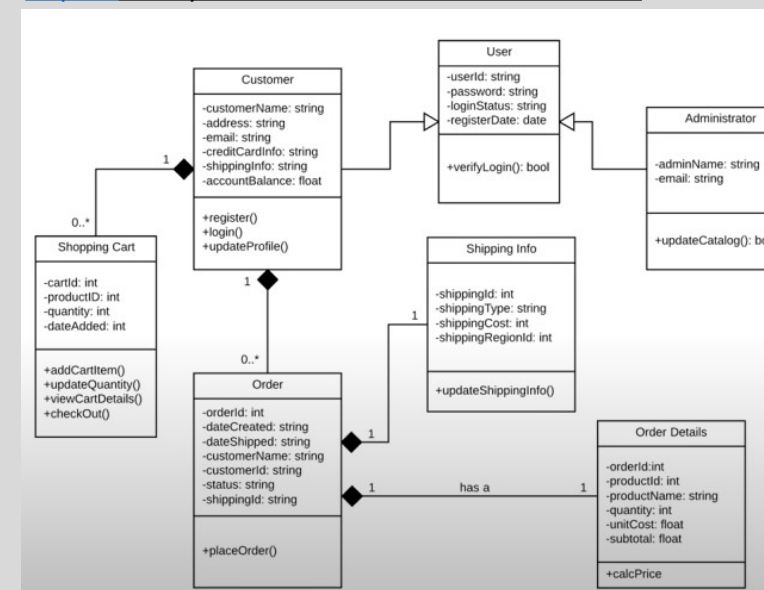 User
-userId: string
-password: string
-loginStatus: string
-registerDate: date
+verifyLogin(): bool
Customer
-customerName: string
-address: string
-email: string
-creditCardInfo: string
-shippingInfo: string
-accountBalance: float
+register()
+login()
+updateProfile()
Administrator
-adminName: string
-email: string
+updateCatalog():
1
0..*
Shopping Cart
-cartId: int
-productID: int
-quantity: int
-dateAdded: int
+addCartItem()
+updateQuantity()
+viewCartDetails()
+checkOut()
1
0..*
Shipping Info
-shippingId: int
-shippingType: string
-shippingCost: int
-shippingRegionId: int
+updateShippingInfo()
1
1
Order
-orderId: int
-dateCreated: string
-dateShipped: string
-customerName: string
-customerId: string
-status: string
-shippingId: string
+placeOrder()
1 has a 1
Order Details
-orderId:int
-productId: int
-productName: string
-quantity: int
-unitCost: float
-subtotal: float
+calcPrice